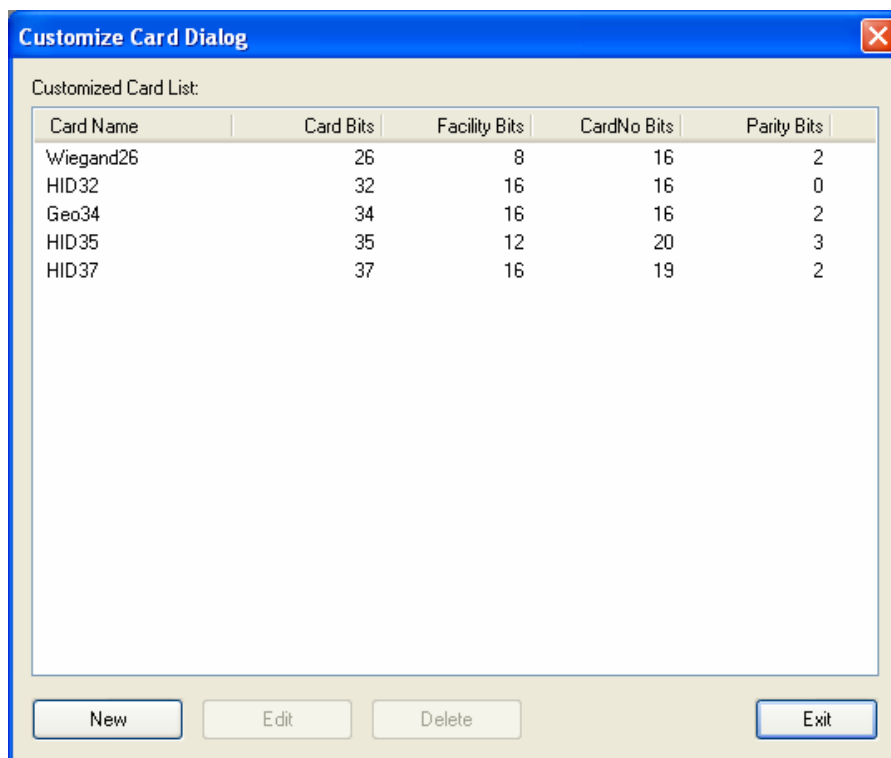 Customize Card Dialog
Customized Card List:
Card Name Card Bits Facility Bits CardNo Bits Parity Bits
Wiegand26 26 8 16 2
HID32 32 16 16 0
Geo34 34 16 16 2
HID35 35 12 20 3
HID37 37 16 19 2
New Edit Delete Exit